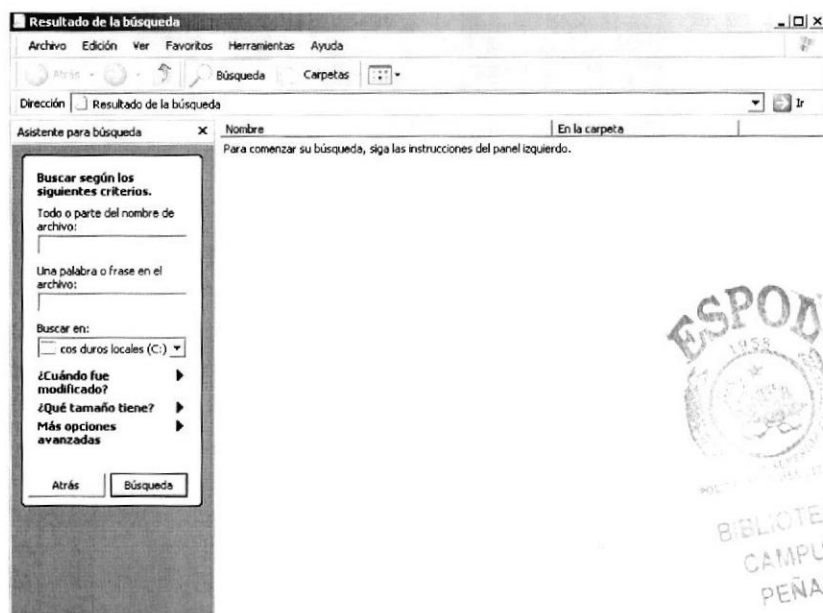 Resultado de la búsqueda
Archivo Edición Ver Favoritos Herramientas Ayuda
Atrás Búsqueda Carpetas
Dirección Resultado de la búsqueda Ir
Asistente para búsqueda Nombre En la carpeta
Para comenzar su búsqueda, siga las instrucciones del panel izquierdo.
Buscar según los
siguientes criterios.
Todo o parte del nombre de
archivo:
Una palabra o frase en el
archivo:
Buscar en:
cos duros locales (C:)
¿Cuándo fue
modificado?
¿Qué tamaño tiene?
Más opciones
avanzadas
Atrás Búsqueda
1958
CAMPU
PEÑA